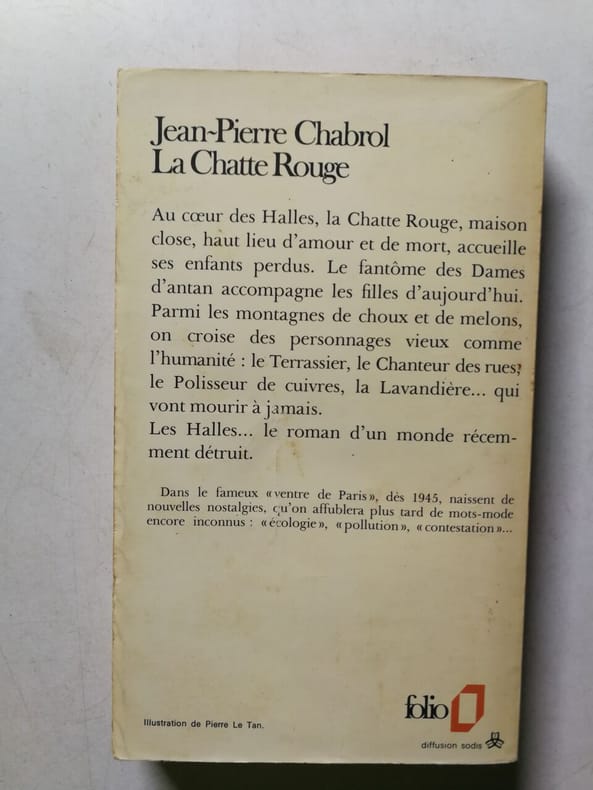 Jean-Pierre Chabrol
La Chatte Rouge
Au cœur des Halles, la Chatte Rouge, maison
close, haut lieu d'amour et de mort, accueille
ses enfants perdus. Le fantôme des Dames
d'antan accompagne les filles d'aujourd'hui.
Parmi les montagnes de choux et de melons,
on croise des personnages vieux comme
l'humanité : le Terrassier, le Chanteur des rues,
le Polisseur de cuivres, la Lavandière... qui
vont mourir à jamais.
Les Halles... le roman d'un monde récem-
ment détruit.
Dans le fameux «ventre de Paris», dès 1945, naissent de
nouvelles nostalgies, qu'on affublera plus tard de mots-mode
encore inconnus : «écologie», «pollution», «contestation»...
folio
Illustration de Pierre Le Tan.
diffusion sodis